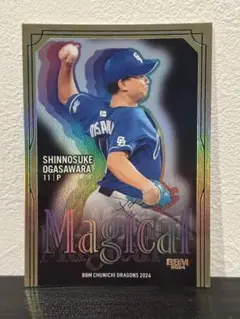 SHINNOSUKE
OGASAWARA
11 | P
Magical
BBM
2024
BBM CHUNICHI DRAGONS 2024